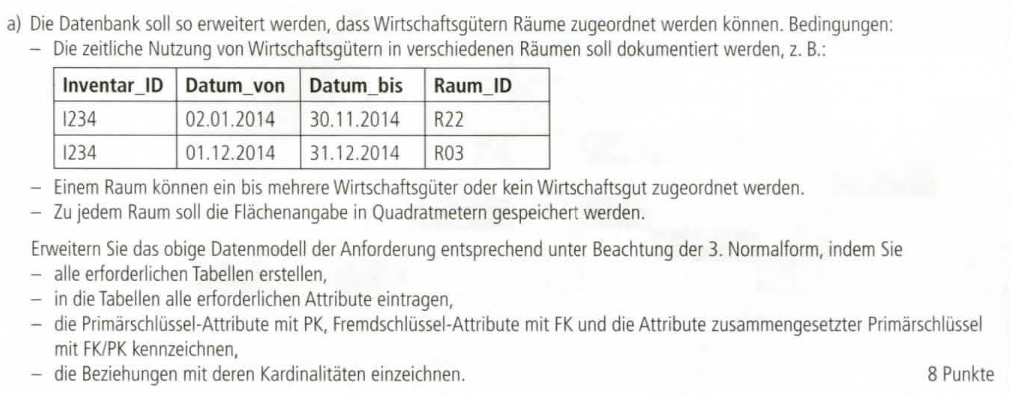 a) Die Datenbank soll so erweitert werden, dass Wirtschaftsgütern Räume zugeordnet werden können. Bedingungen:
– Die zeitliche Nutzung von Wirtschaftsgütern in verschiedenen Räumen soll dokumentiert werden, z. B.:
Inventar_ID Datum_von Datum_bis Raum_ID
I234 02.01.2014 30.11.2014 R22
I234 01.12.2014 31.12.2014 R03
– Einem Raum können ein bis mehrere Wirtschaftsgüter oder kein Wirtschaftsgut zugeordnet werden.
– Zu jedem Raum soll die Flächenangabe in Quadratmetern gespeichert werden.
Erweitern Sie das obige Datenmodell der Anforderung entsprechend unter Beachtung der 3. Normalform, indem Sie
– alle erforderlichen Tabellen erstellen,
– in die Tabellen alle erforderlichen Attribute eintragen,
– die Primärschlüssel-Attribute mit PK, Fremdschlüssel-Attribute mit FK und die Attribute zusammengesetzter Primärschlüssel
mit FK/PK kennzeichnen,
– die Beziehungen mit deren Kardinalitäten einzeichnen. 8 Punkte